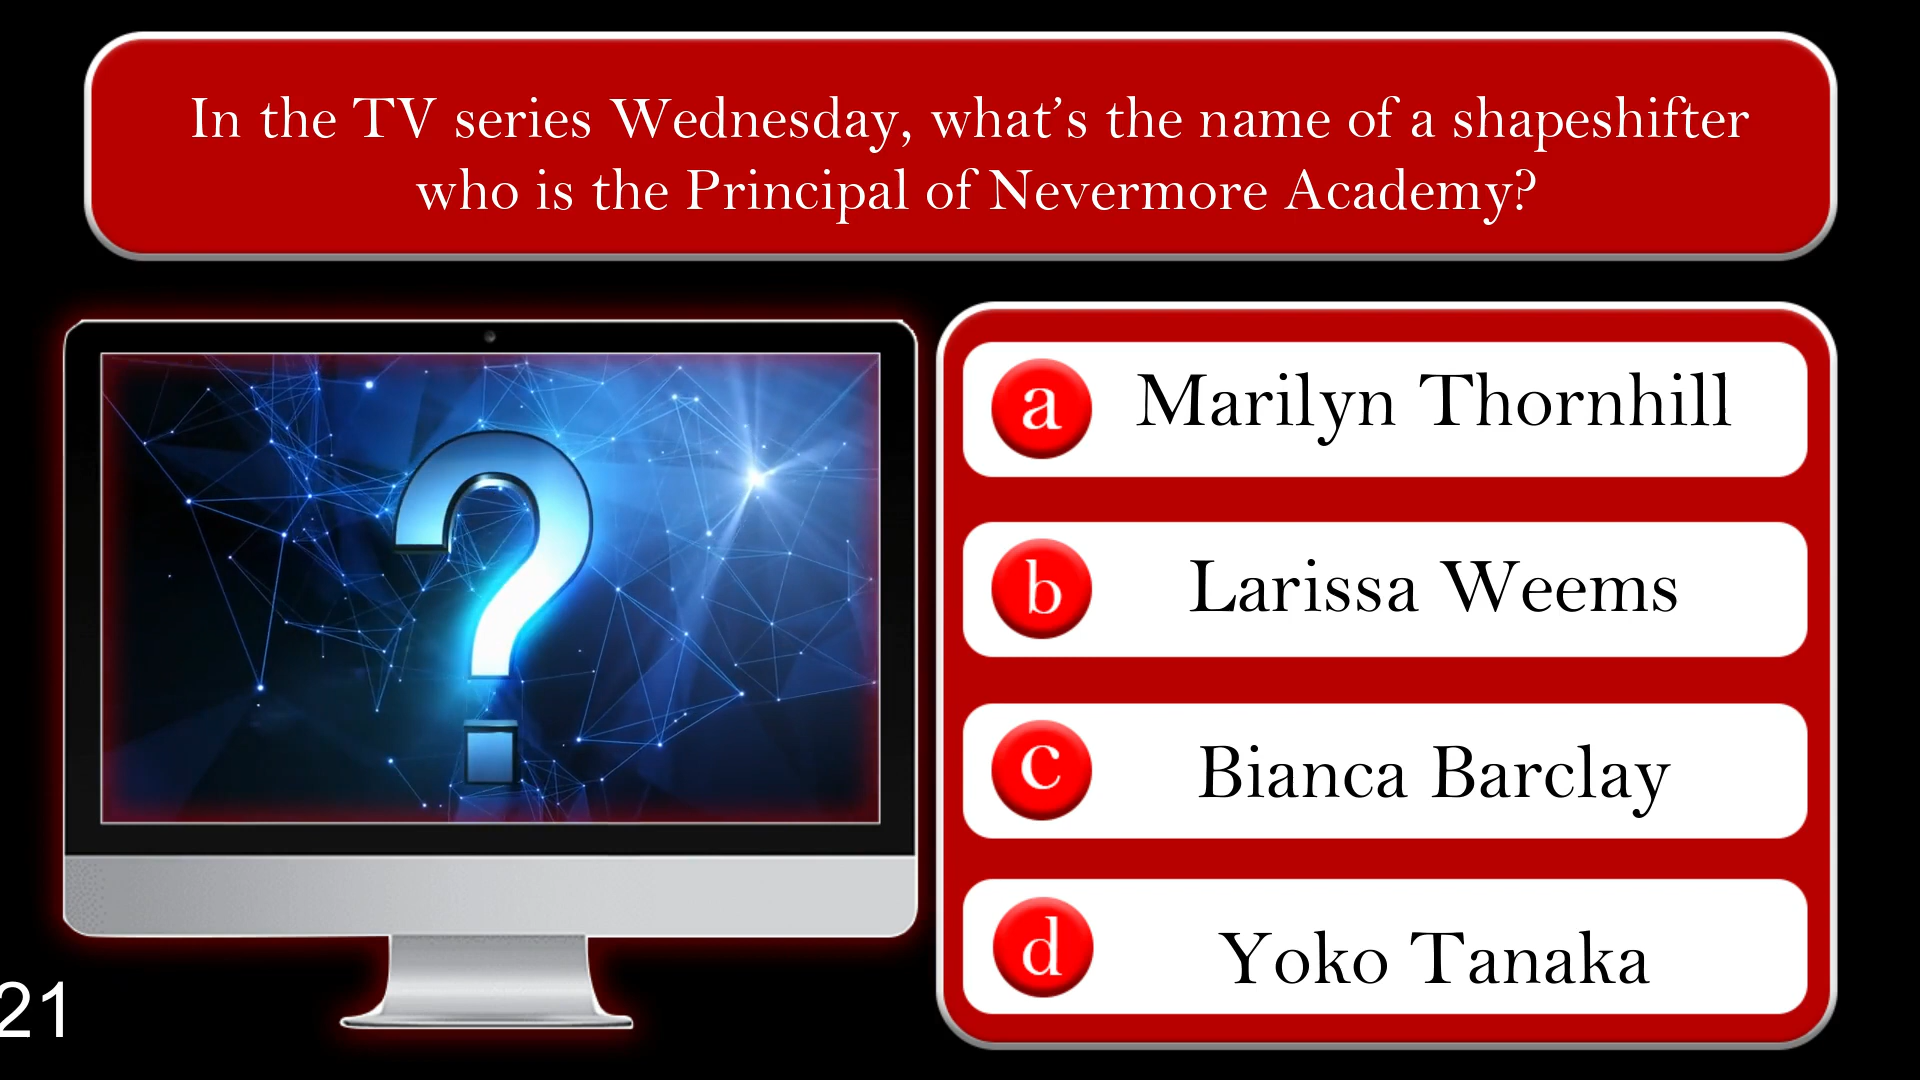 In the TV series Wednesday, what’s the name of a shapeshifter
who is the Principal of Nevermore Academy?
a Marilyn Thornhill
b Larissa Weems
c Bianca Barclay
d Yoko Tanaka
21